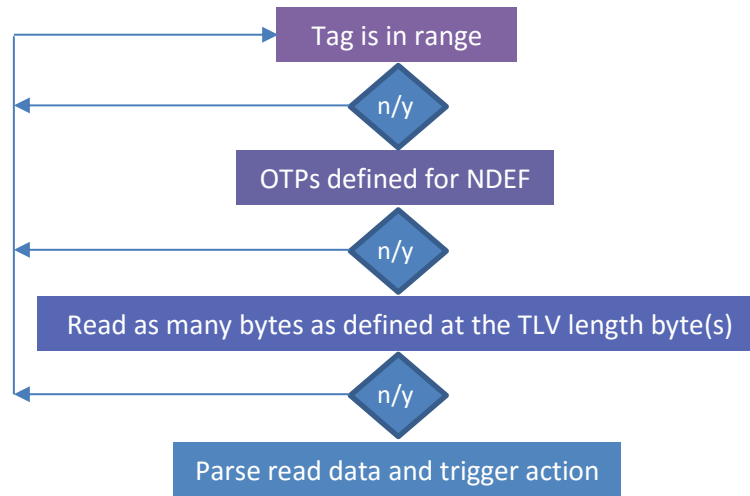 Tag is in range
n/y
OTPs defined for NDEF
n/y
Read as many bytes as defined at the TLV length byte(s)
n/y
Parse read data and trigger action